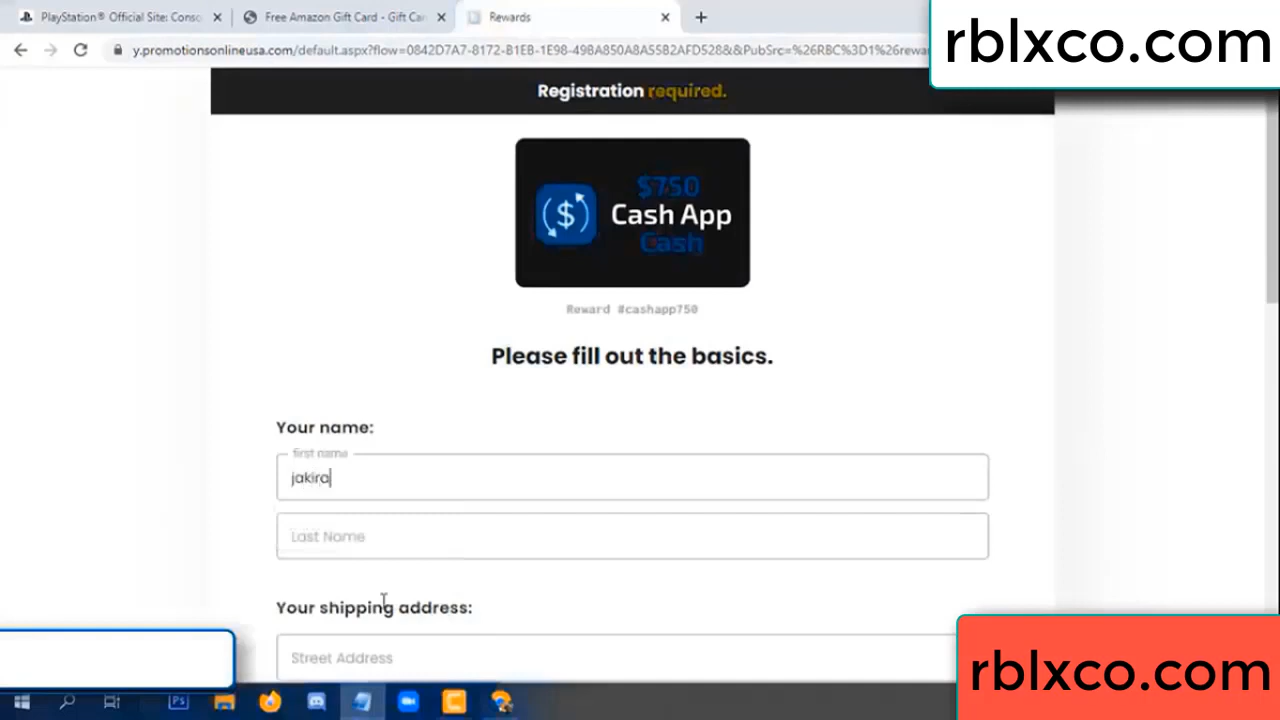 PlayStation® Official Site: Conso
Free Amazon Gift Card - Gift Car
Rewards
rblxco.com
y.promotionsonlineusa.com/default.aspx?flow=0842D7A7-8172-B1EB-1E98-49BA850A8A55B2AFD528&&PubSrc=%26RBC%3D1%26rewar
Registration required.
$750
Cash App
Cash
Reward #cashapp750
Please fill out the basics.
Your name:
first name
jakira
Last Name
Your shipping address:
Street Address
rblxco.com
Ps